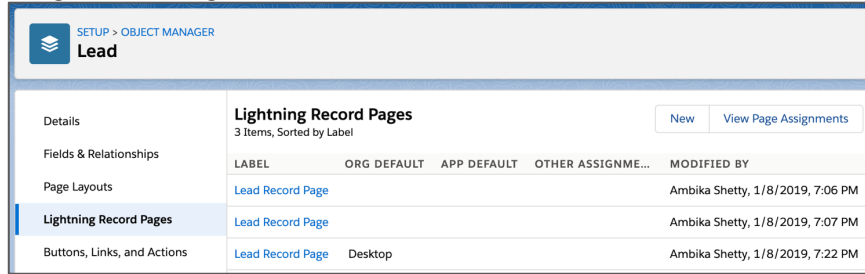 SETUP > OBJECT MANAGER
Lead
Details
Fields & Relationships
Page Layouts
Lightning Record Pages
Buttons, Links, and Actions
Lightning Record Pages
3 Items, Sorted by Label
New View Page Assignments
LABEL ORG DEFAULT APP DEFAULT OTHER ASSIGNME... MODIFIED BY
Lead Record Page Ambika Shetty, 1/8/2019, 7:06 PM
Lead Record Page Ambika Shetty, 1/8/2019, 7:07 PM
Lead Record Page Desktop Ambika Shetty, 1/8/2019, 7:22 PM